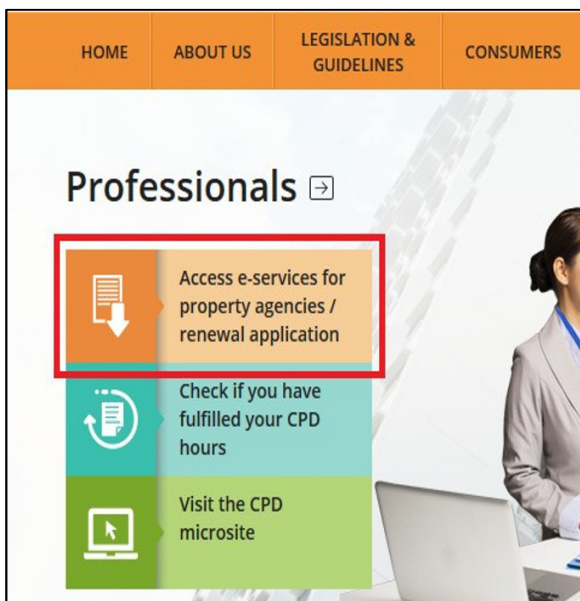 HOME
ABOUT US
LEGISLATION &
GUIDELINES
CONSUMERS
Professionals
Access e-services for
property agencies /
renewal application
Check if you have
fulfilled your CPD
hours
Visit the CPD
microsite